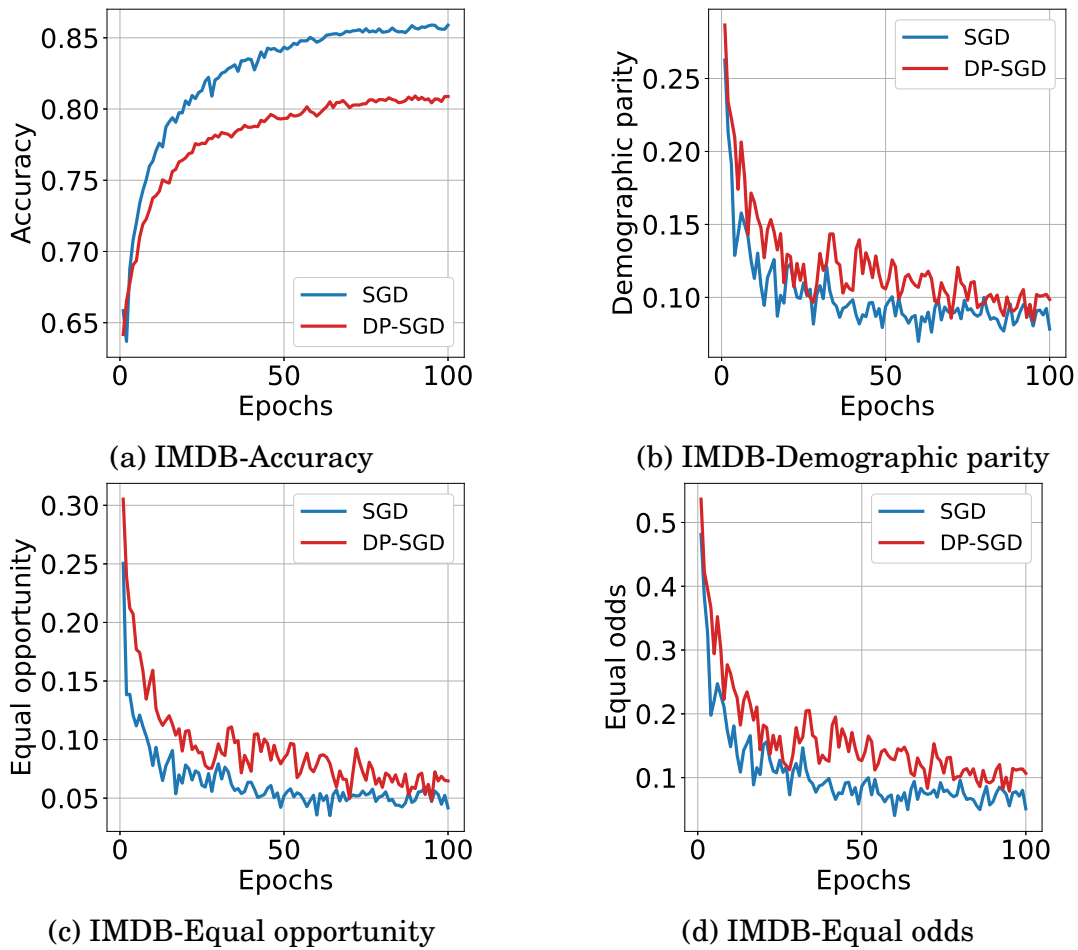 0.85
0.80
0.75
0.70
0.65
Accuracy
SGD
DP-SGD
0
50
100
Epochs
(a) IMDB-Accuracy
0.25
0.20
0.15
0.10
Demographic parity
SGD
DP-SGD
0
50
100
Epochs
(b) IMDB-Demographic parity
0.30
0.25
0.20
0.15
0.10
0.05
Equal opportunity
SGD
DP-SGD
0
50
100
Epochs
(c) IMDB-Equal opportunity
0.5
0.4
0.3
0.2
0.1
Equal odds
SGD
DP-SGD
0
50
100
Epochs
(d) IMDB-Equal odds